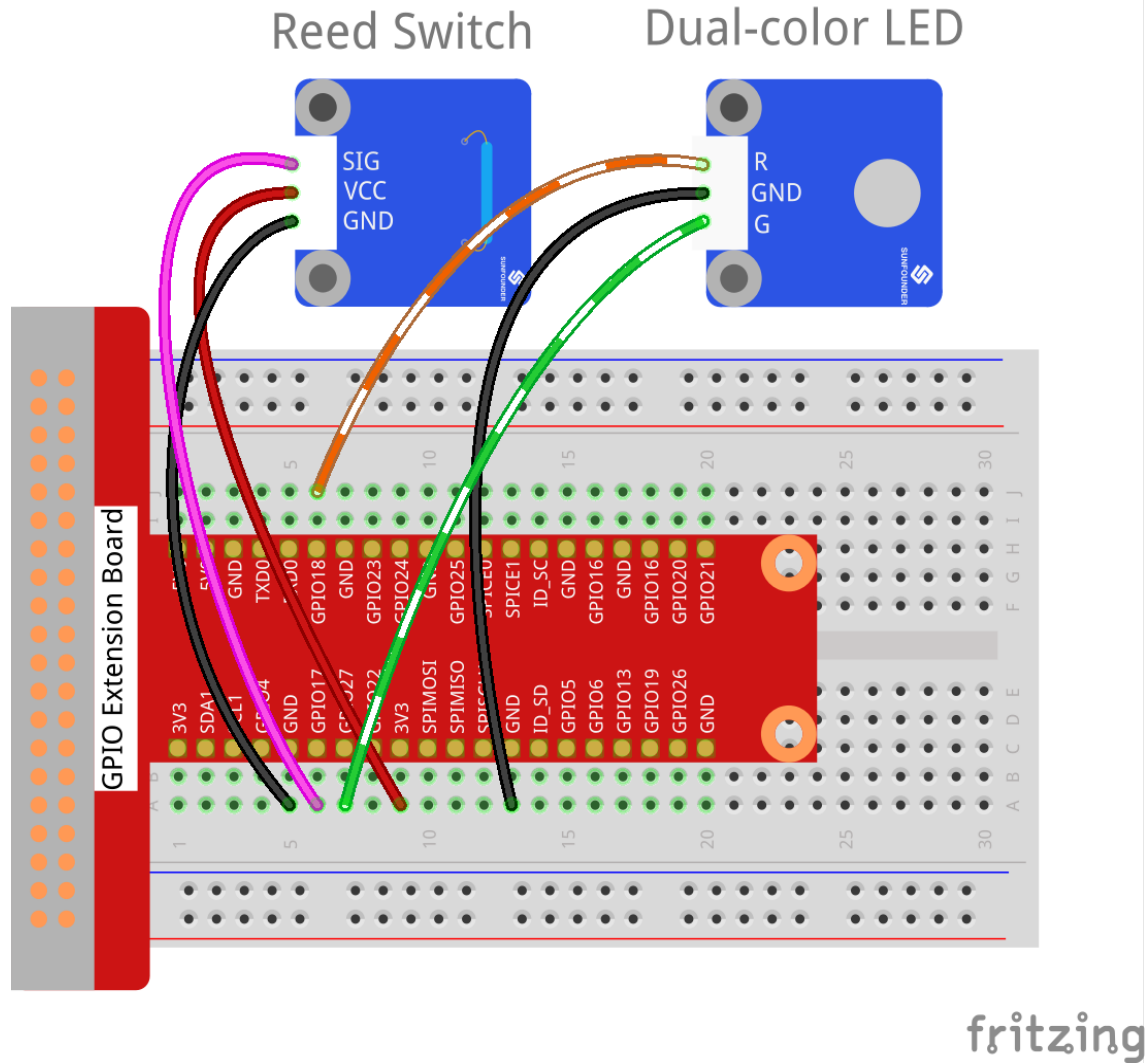 Reed Switch
Dual-color LED
SIG
VCC
GND
SUNFOUNDER
R
GND
G
SUNFOUNDER
5 10 15 20 25 30
J
I
H
G
F
GPIO Extension Board
GND
TXD0
GPIO18
GND
GPIO23
GPIO24
GPIO25
SPICE1
ID_SC
GND
GPIO16
GND
GPIO16
GPIO20
GPIO21
3V3
SDA1
GND
GPIO17
3V3
SPIMOSI
SPIMISO
GND
ID_SD
GPIO5
GPIO6
GPIO13
GPIO19
GPIO26
GND
E
D
C
B
A
1 5 10 15 20 25 30
fritzing